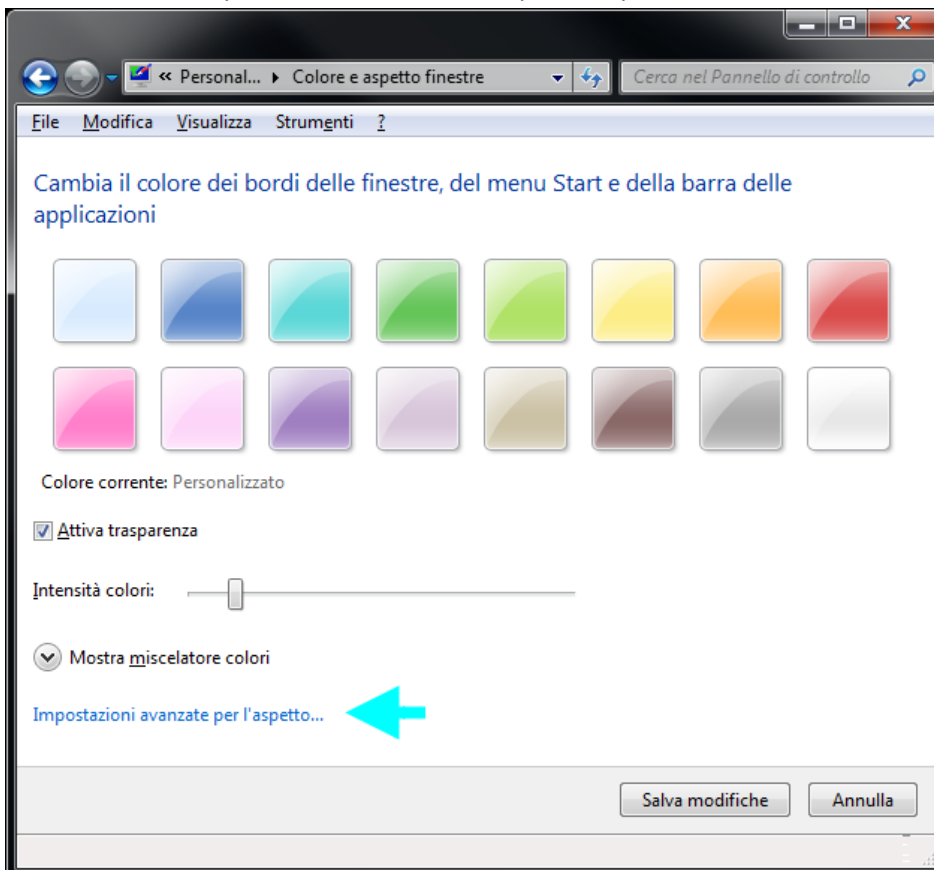 « Personal... ▸ Colore e aspetto finestre
Cerca nel Pannello di controllo
File Modifica Visualizza Strumenti ?
Cambia il colore dei bordi delle finestre, del menu Start e della barra delle
applicazioni
Colore corrente: Personalizzato
Attiva trasparenza
Intensità colori:
Mostra miscelatore colori
Impostazioni avanzate per l'aspetto...
Salva modifiche Annulla